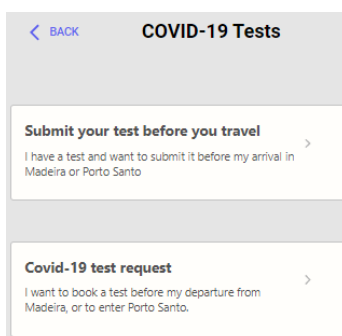 BACK COVID-19 Tests
Submit your test before you travel
I have a test and want to submit it before my arrival in
Madeira or Porto Santo
Covid-19 test request
I want to book a test before my departure from
Madeira, or to enter Porto Santo.